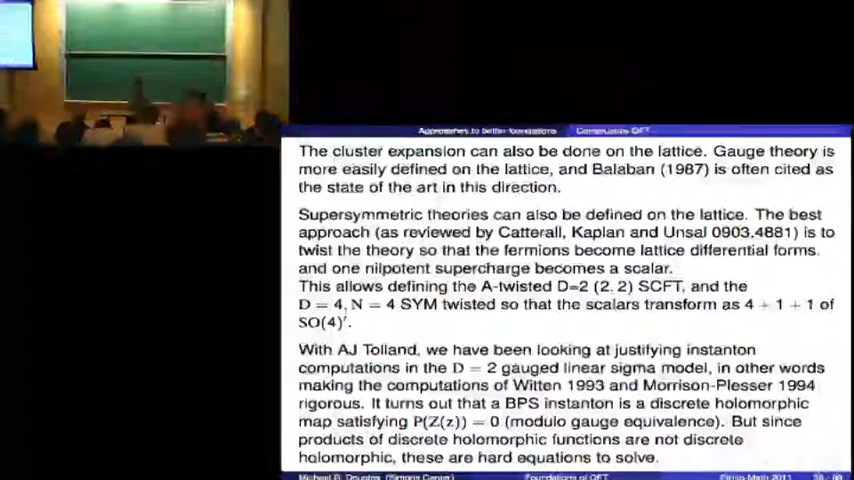 Approaches to better foundations Constructive QFT
The cluster expansion can also be done on the lattice. Gauge theory is
more easily defined on the lattice, and Balaban (1987) is often cited as
the state of the art in this direction.
Supersymmetric theories can also be defined on the lattice. The best
approach (as reviewed by Catterall, Kaplan and Unsal 0903.4881) is to
twist the theory so that the fermions become lattice differential forms.
and one nilpotent supercharge becomes a scalar.
This allows defining the A-twisted D=2 (2, 2) SCFT, and the
D = 4, N = 4 SYM twisted so that the scalars transform as 4 + 1 + 1 of
SO(4)′.
With AJ Tolland, we have been looking at justifying instanton
computations in the D = 2 gauged linear sigma model, in other words
making the computations of Witten 1993 and Morrison-Plesser 1994
rigorous. It turns out that a BPS instanton is a discrete holomorphic
map satisfying P(Z(z)) = 0 (modulo gauge equivalence). But since
products of discrete holomorphic functions are not discrete
holomorphic, these are hard equations to solve.
Michael R. Douglas (Simons Center) Foundations of QFT String-Math 2011